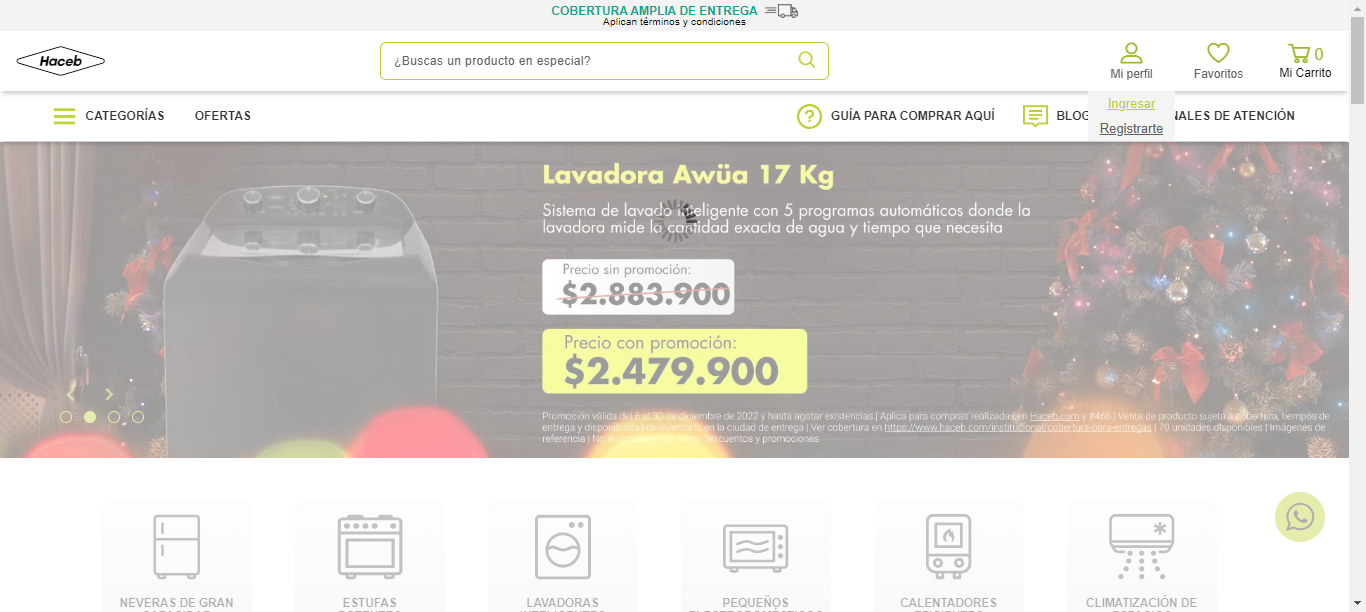 COBERTURA AMPLIA DE ENTREGA
Aplican términos y condiciones
Haceb
¿Buscas un producto en especial?
Mi perfil
Favoritos
0
Mi Carrito
Ingresar
Registrarte
CATEGORÍAS
OFERTAS
GUÍA PARA COMPRAR AQUÍ
BLOG
NALES DE ATENCIÓN
Lavadora Awüa 17 Kg
Sistema de lavado inteligente con 5 programas automáticos donde la
lavadora mide la cantidad exacta de agua y tiempo que necesita
Precio sin promoción:
$2.883.900
Precio con promoción:
$2.479.900
Promoción válida del 6 al 30 de diciembre de 2022 y hasta agotar existencias | Aplica para compras realizadas en Haceb.com y #466 | Venta de producto sujeta a cobertura, tiempos de
entrega y disponibilidad de inventario en la ciudad de entrega | Ver cobertura en https://www.haceb.com/institucional/cobertura-para-entregas | 70 unidades disponibles | Imágenes de
referencia | No acumulable con otros descuentos y promociones
NEVERAS DE GRAN
ESTUFAS
LAVADORAS
PEQUEÑOS
CALENTADORES
CLIMATIZACIÓN DE